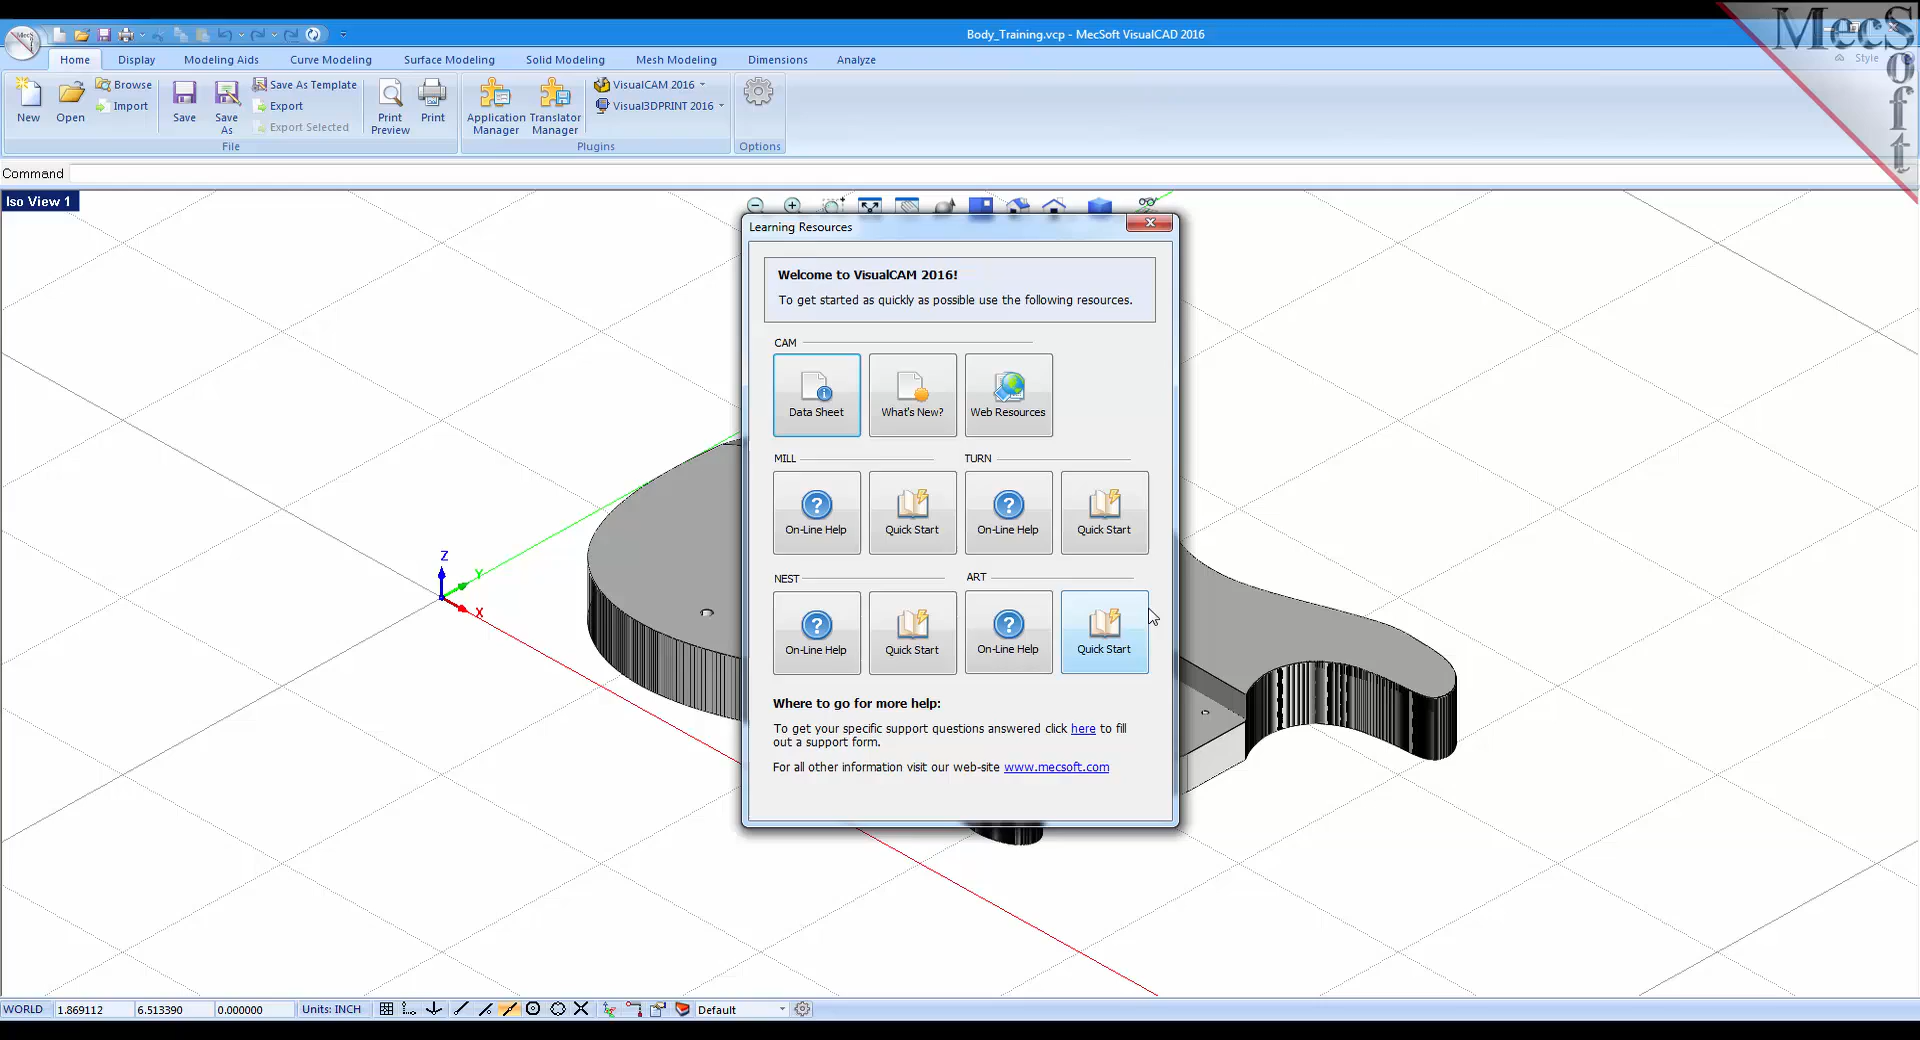 Body_Training.vcp - MecSoft VisualCAD 2016
MecSoft
Home Display Modeling Aids Curve Modeling Surface Modeling Solid Modeling Mesh Modeling Dimensions Analyze Style
New
Open
Browse
Import
Save
Save As
Save As Template
Export
Export Selected
Print Preview
Print
File
Application Manager
Translator Manager
VisualCAM 2016
Visual3DPRINT 2016
Plugins
Options
Command
Iso View 1
Learning Resources
Welcome to VisualCAM 2016!
To get started as quickly as possible use the following resources.
CAM
Data Sheet What's New? Web Resources
MILL TURN
On-Line Help Quick Start On-Line Help Quick Start
NEST ART
On-Line Help Quick Start On-Line Help Quick Start
Where to go for more help:
To get your specific support questions answered click here to fill
out a support form.
For all other information visit our web-site www.mecsoft.com
Z
Y
X
WORLD 1.869112 6.513390 0.000000 Units: INCH Default